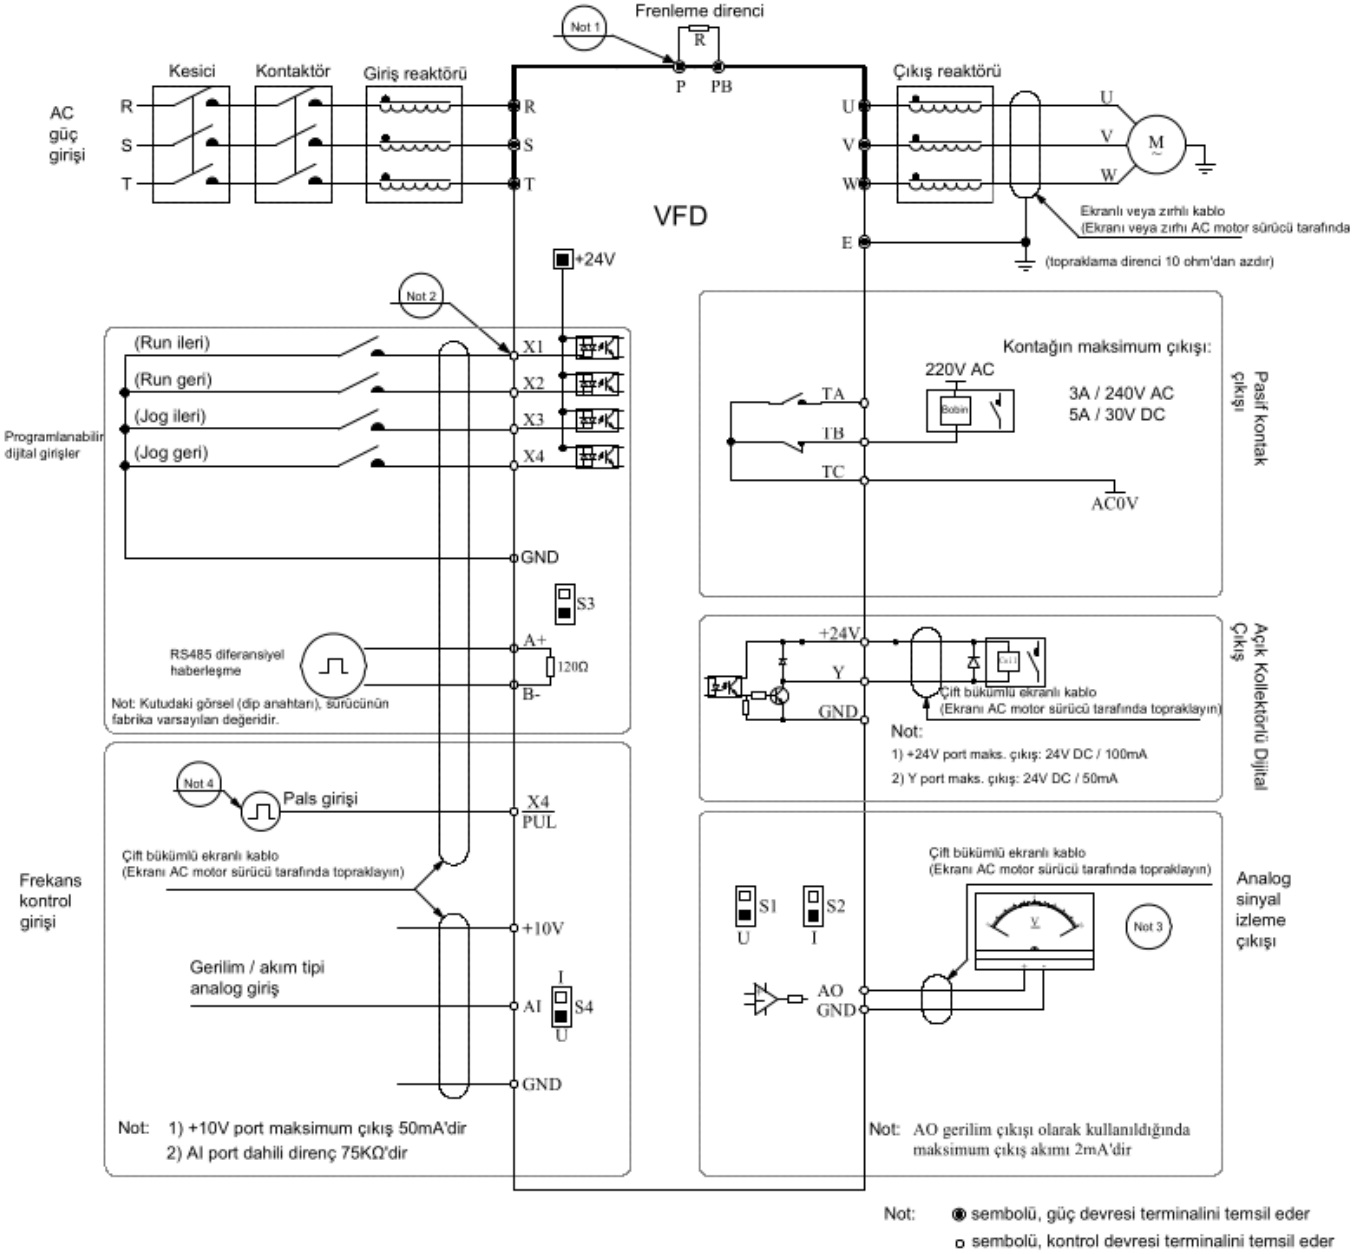 Frenleme direnci
Not 1
R
P PB
Kesici
Kontaktör
Giriş reaktörü
AC
güç
girişi
R
S
T
R
S
T
VFD
Çıkış reaktörü
U
V
W
U
V
W
M
~
E
Ekranlı veya zırhlı kablo
(Ekranı veya zırhı AC motor sürücü tarafında
(topraklama direnci 10 ohm'dan azdır)
+24V
Not 2
Programlanabilir
dijital girişler
(Run ileri)
X1
(Run geri)
X2
(Jog ileri)
X3
(Jog geri)
X4
GND
S3
RS485 diferansiyel
haberleşme
A+
120Ω
B-
Not: Kutudaki görsel (dip anahtarı), sürücünün
fabrika varsayılan değeridir.
Kontağın maksimum çıkışı:
220V AC
3A / 240V AC
5A / 30V DC
Bobin
TA
TB
TC
AC0V
Pasif kontak
çıkışı
+24V
Y
GND
Coil
Çift bükümlü ekranlı kablo
(Ekranı AC motor sürücü tarafında topraklayın)
Not:
1) +24V port maks. çıkış: 24V DC / 100mA
2) Y port maks. çıkış: 24V DC / 50mA
Açık Kollektörlü Dijital
Çıkış
Frekans
kontrol
girişi
Not 4
Pals girişi
X4
PUL
Çift bükümlü ekranlı kablo
(Ekranı AC motor sürücü tarafında topraklayın)
+10V
Gerilim / akım tipi
analog giriş
AI
I
S4
U
GND
Not: 1) +10V port maksimum çıkış 50mA'dir
2) AI port dahili direnç 75KΩ'dir
Çift bükümlü ekranlı kablo
(Ekranı AC motor sürücü tarafında topraklayın)
S1
U
S2
I
V
+ -
Not 3
AO
GND
Analog
sinyal
izleme
çıkışı
Not: AO gerilim çıkışı olarak kullanıldığında
maksimum çıkış akımı 2mA'dir
Not: sembolü, güç devresi terminalini temsil eder
sembolü, kontrol devresi terminalini temsil eder